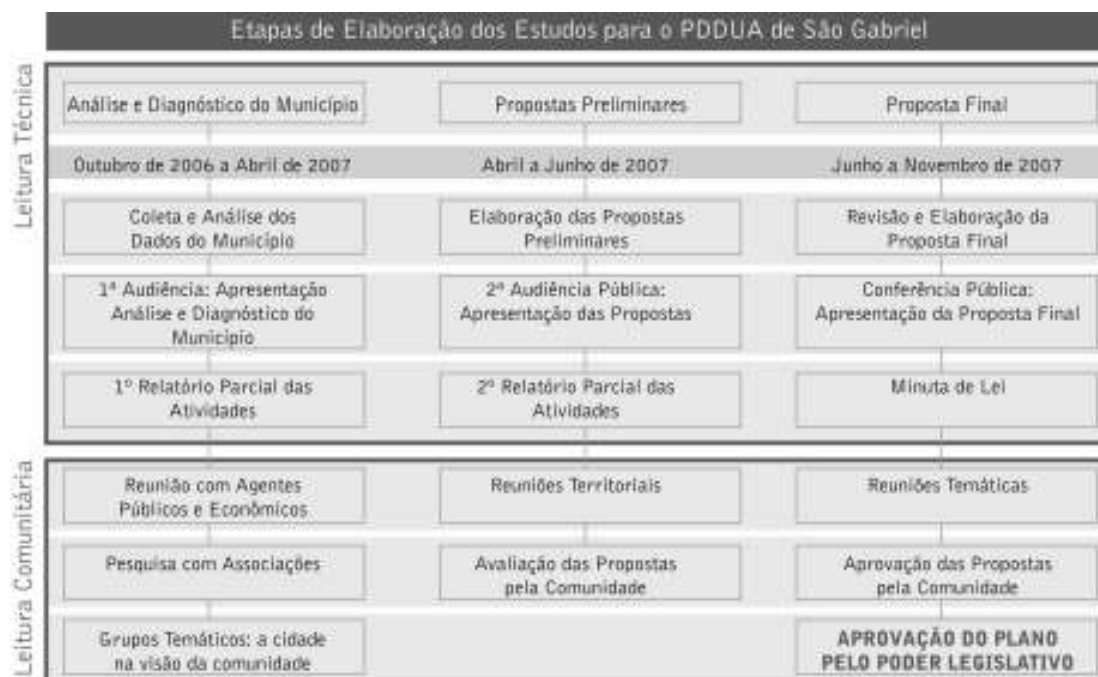 Etapas de Elaboração dos Estudos para o PDDUA de São Gabriel
Leitura Técnica
Análise e Diagnóstico do Município
Propostas Preliminares
Proposta Final
Outubro de 2006 a Abril de 2007
Abril a Junho de 2007
Junho a Novembro de 2007
Coleta e Análise dos
Dados do Município
Elaboração das Propostas
Preliminares
Revisão e Elaboração da
Proposta Final
1ª Audiência: Apresentação
Análise e Diagnóstico do
Município
2ª Audiência Pública:
Apresentação das Propostas
Conferência Pública:
Apresentação da Proposta Final
1º Relatório Parcial das
Atividades
2º Relatório Parcial das
Atividades
Minuta de Lei
Leitura Comunitária
Reunião com Agentes
Públicos e Econômicos
Reuniões Territoriais
Reuniões Temáticas
Pesquisa com Associações
Avaliação das Propostas
pela Comunidade
Aprovação das Propostas
pela Comunidade
Grupos Temáticos: a cidade
na visão da comunidade
APROVAÇÃO DO PLANO
PELO PODER LEGISLATIVO